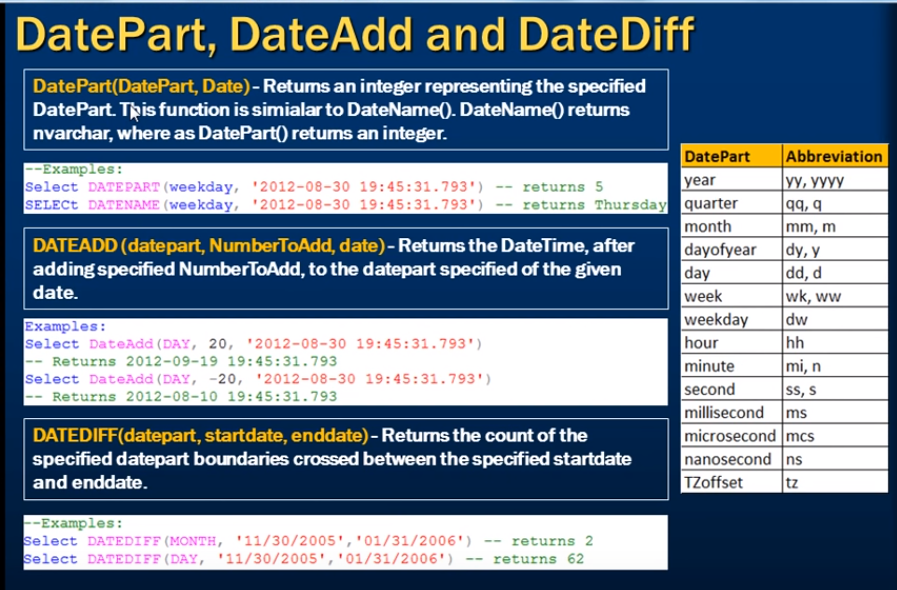 DatePart, DateAdd and DateDiff
DatePart(DatePart, Date) - Returns an integer representing the specified
DatePart. This function is simialar to DateName(). DateName() returns
nvarchar, where as DatePart() returns an integer.
--Examples:
Select DATEPART(weekday, '2012-08-30 19:45:31.793') -- returns 5
SELECt DATENAME(weekday, '2012-08-30 19:45:31.793') -- returns Thursday
DATEADD (datepart, NumberToAdd, date) - Returns the DateTime, after
adding specified NumberToAdd, to the datepart specified of the given
date.
Examples:
Select DateAdd(DAY, 20, '2012-08-30 19:45:31.793')
-- Returns 2012-09-19 19:45:31.793
Select DateAdd(DAY, -20, '2012-08-30 19:45:31.793')
-- Returns 2012-08-10 19:45:31.793
DATEDIFF(datepart, startdate, enddate) - Returns the count of the
specified datepart boundaries crossed between the specified startdate
and enddate.
--Examples:
Select DATEDIFF(MONTH, '11/30/2005','01/31/2006') -- returns 2
Select DATEDIFF(DAY, '11/30/2005','01/31/2006') -- returns 62
DatePart Abbreviation
year yy, yyyy
quarter qq, q
month mm, m
dayofyear dy, y
day dd, d
week wk, ww
weekday dw
hour hh
minute mi, n
second ss, s
millisecond ms
microsecond mcs
nanosecond ns
TZoffset tz